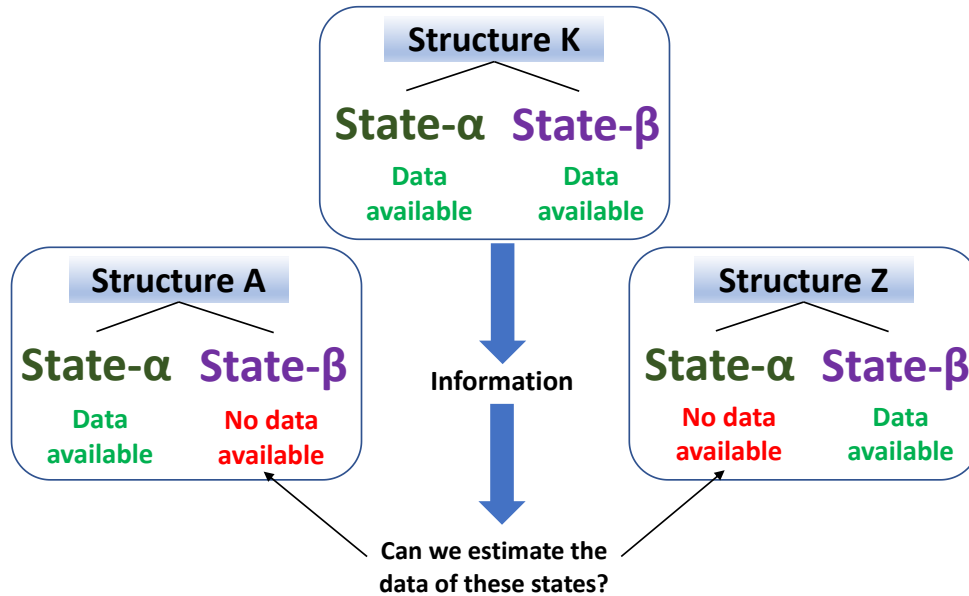 Structure K
State-α State-β
Data
available
Data
available
Structure A
State-α State-β
Data
available
No data
available
Information
Structure Z
State-α State-β
No data
available
Data
available
Can we estimate the
data of these states?